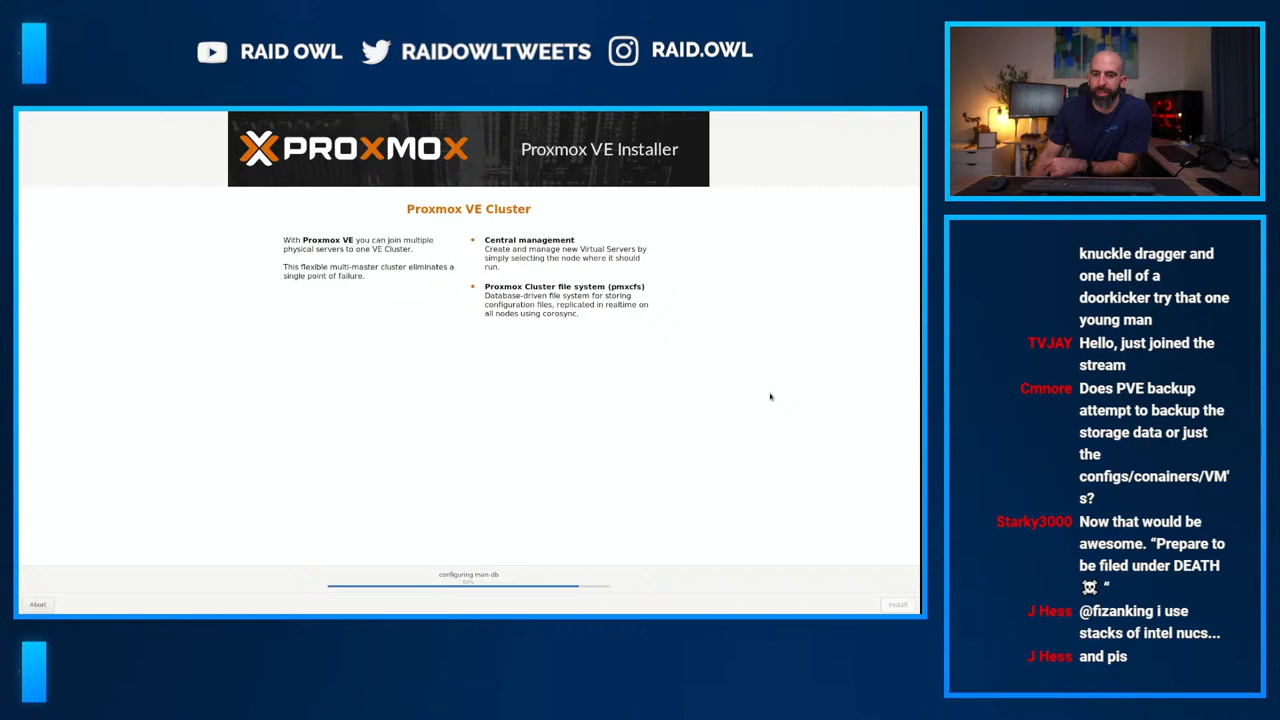 RAID OWL
RAIDOWLTWEETS
RAID.OWL
PROXMOX
Proxmox VE Installer
Proxmox VE Cluster
With Proxmox VE you can join multiple
physical servers to one VE Cluster.
This flexible multi-master cluster eliminates a
single point of failure.
Central management
Create and manage new Virtual Servers by
simply selecting the node where it should
run.
Proxmox Cluster file system (pmxcfs)
Database-driven file system for storing
configuration files, replicated in realtime on
all nodes using corosync.
configuring man-db
Abort
Install
knuckle dragger and
one hell of a
doorkicker try that one
young man
TVJAY Hello, just joined the
stream
Cmnore Does PVE backup
attempt to backup the
storage data or just
the
configs/conainers/VM'
s?
Starky3000 Now that would be
awesome. “Prepare to
be filed under DEATH
☠️ “
J Hess @fizanking i use
stacks of intel nucs...
J Hess and pis